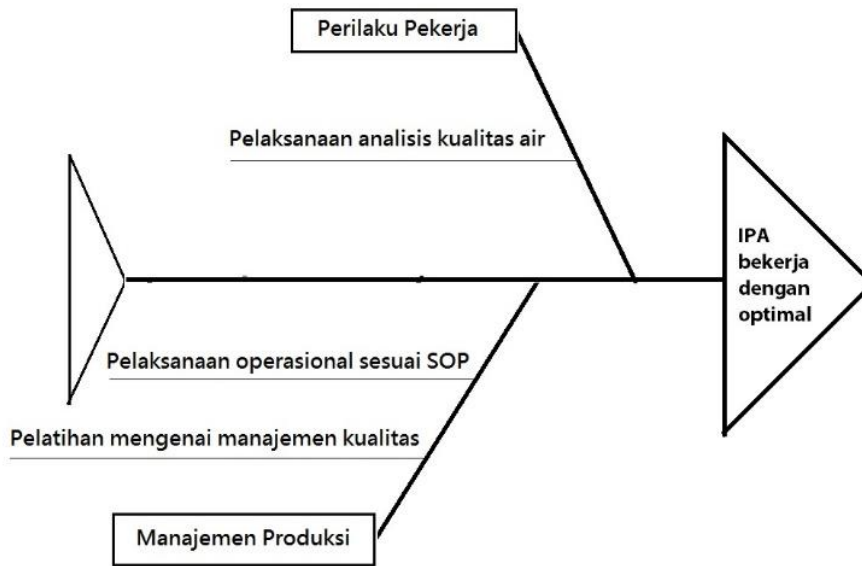 Perilaku Pekerja
Pelaksanaan analisis kualitas air
IPA
bekerja
dengan
optimal
Pelaksanaan operasional sesuai SOP
Pelatihan mengenai manajemen kualitas
Manajemen Produksi